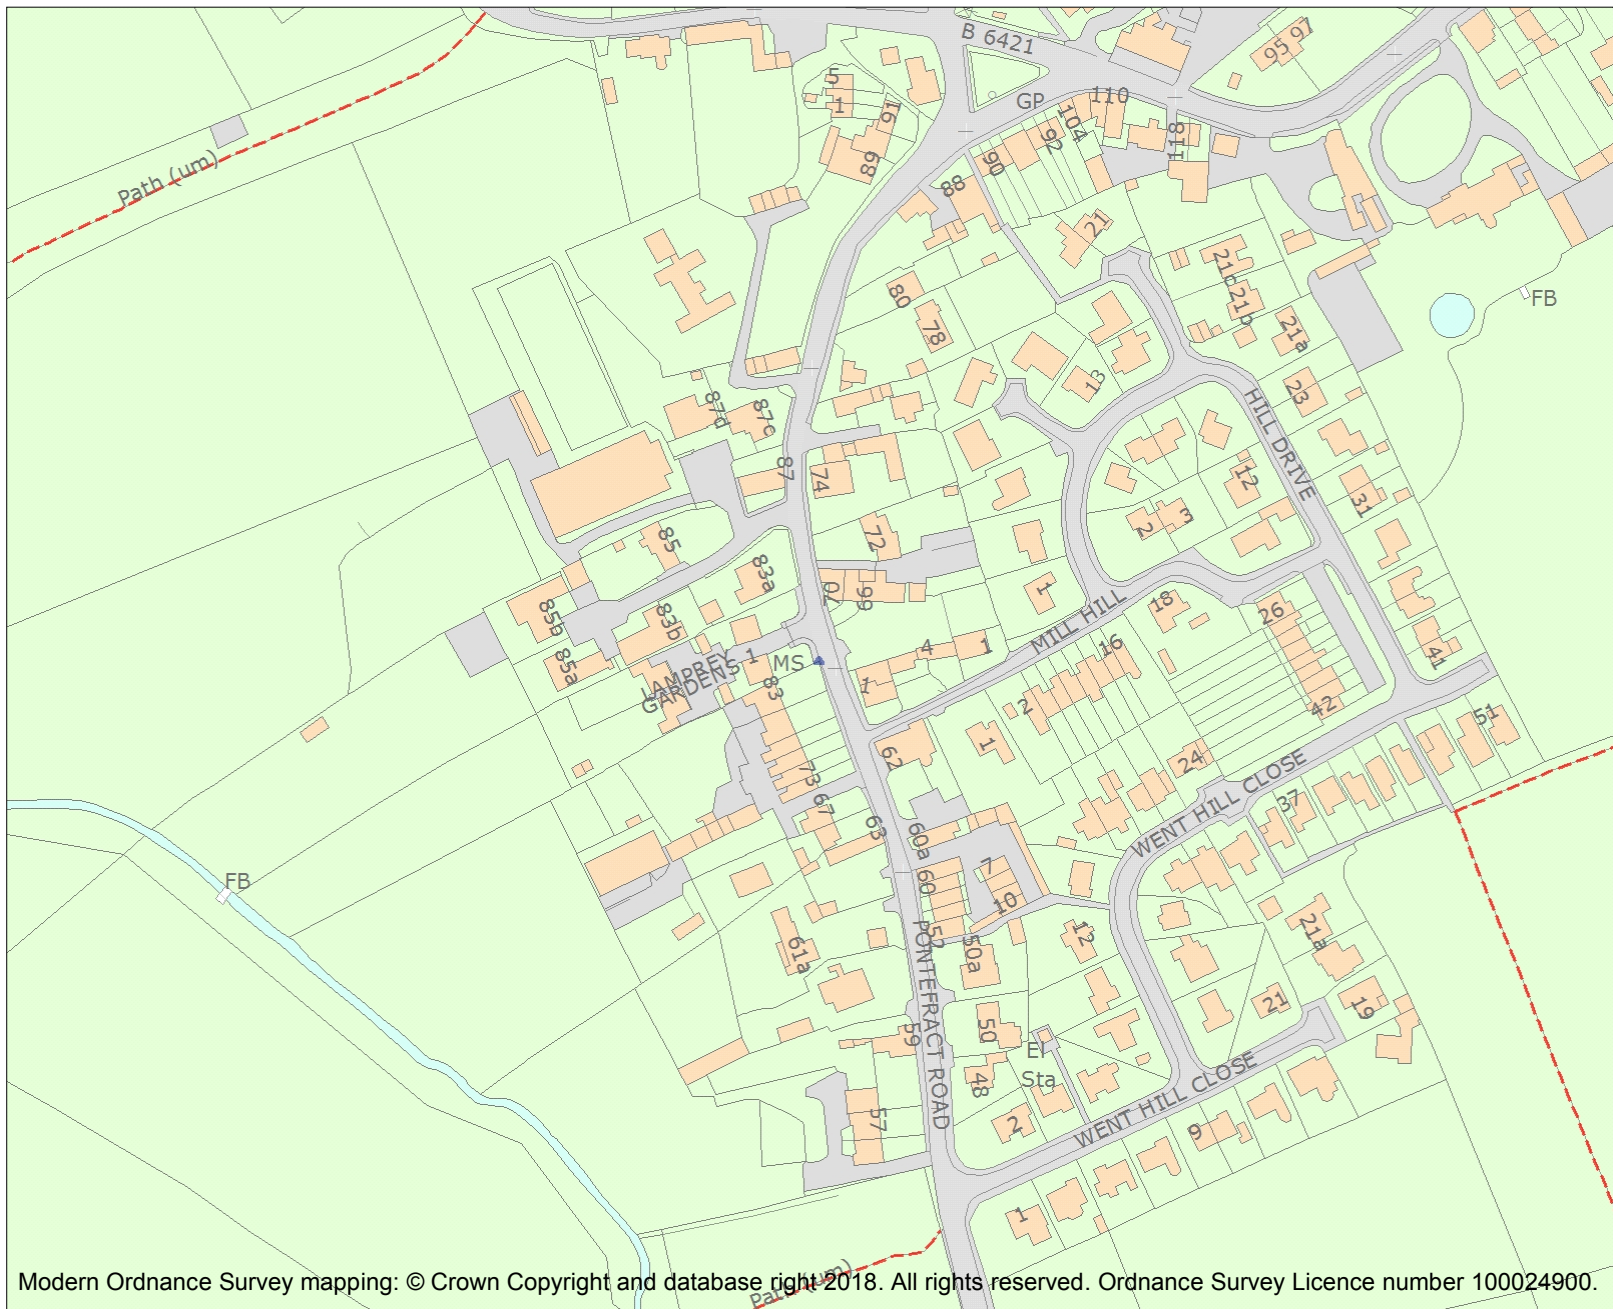 B 6421
95 97
5
1
91
89
GP
110
104
92
118
90
88
Path (um)
21
21c
21b
21a
FB
80
78
13
23
87d
87c
HILL DRIVE
87
74
12
31
72
2
3
85
83a
70
66
1
85b
83b
18
26
MILL HILL
85a
LAMPREY
GARDENS
1
MS
4
1
16
41
83
1
2
42
51
62
1
24
WENT HILL CLOSE
73
67
63
37
60a
60
7
10
FB
52
50a
12
61a
21a
PONTEFRACT ROAD
59
50
21
19
El
Sta
48
57
2
WENT HILL CLOSE
9
1
Path (um)
Modern Ordnance Survey mapping: © Crown Copyright and database right 2018. All rights reserved. Ordnance Survey Licence number 100024900.